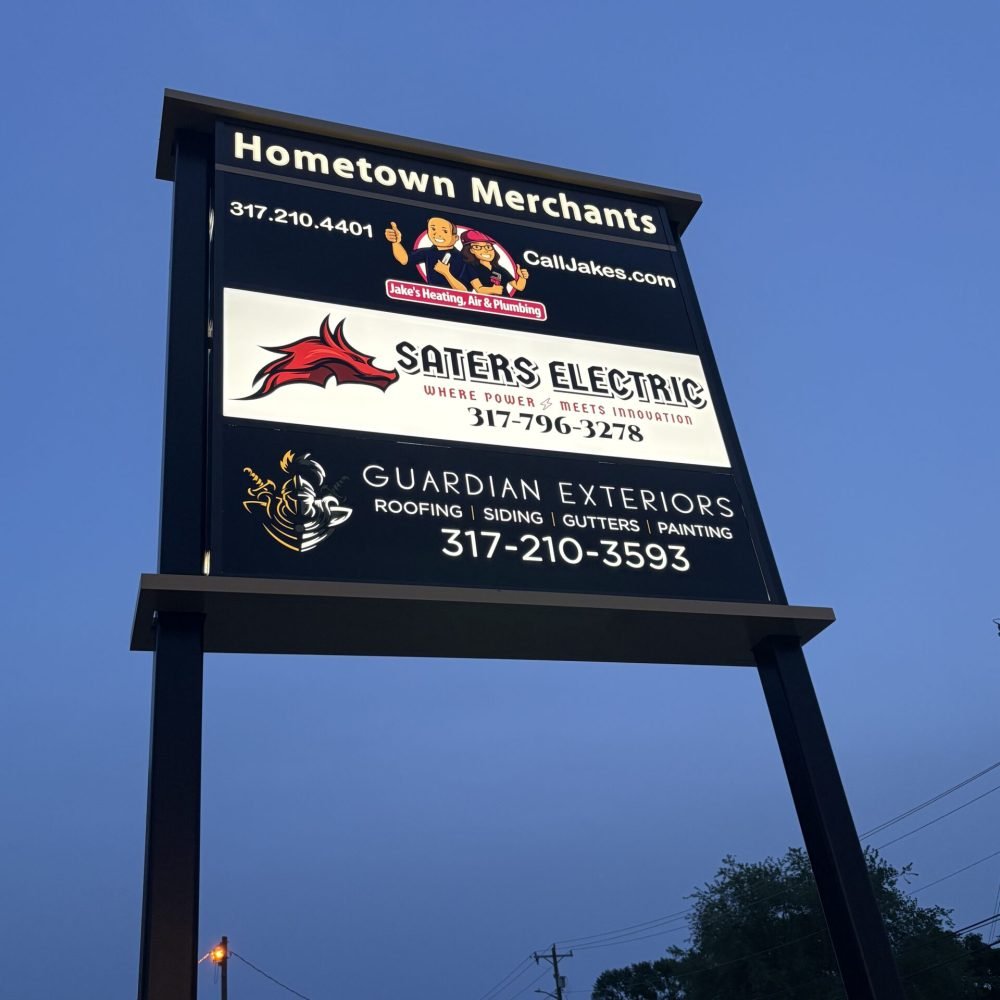 Hometown Merchants
317.210.4401
CallJakes.com
Jake's Heating, Air & Plumbing
SATERS ELECTRIC
WHERE POWER MEETS INNOVATION
317-796-3278
GUARDIAN EXTERIORS
ROOFING | SIDING | GUTTERS | PAINTING
317-210-3593